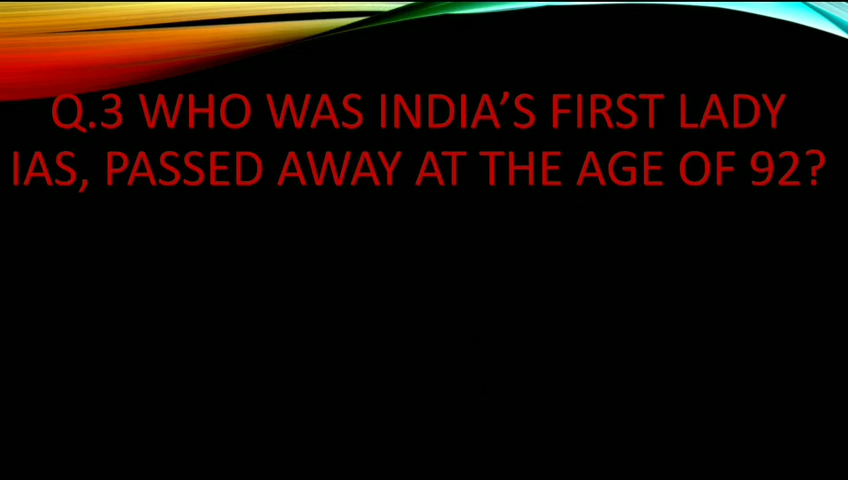 Q.3 WHO WAS INDIA’S FIRST LADY
IAS, PASSED AWAY AT THE AGE OF 92?